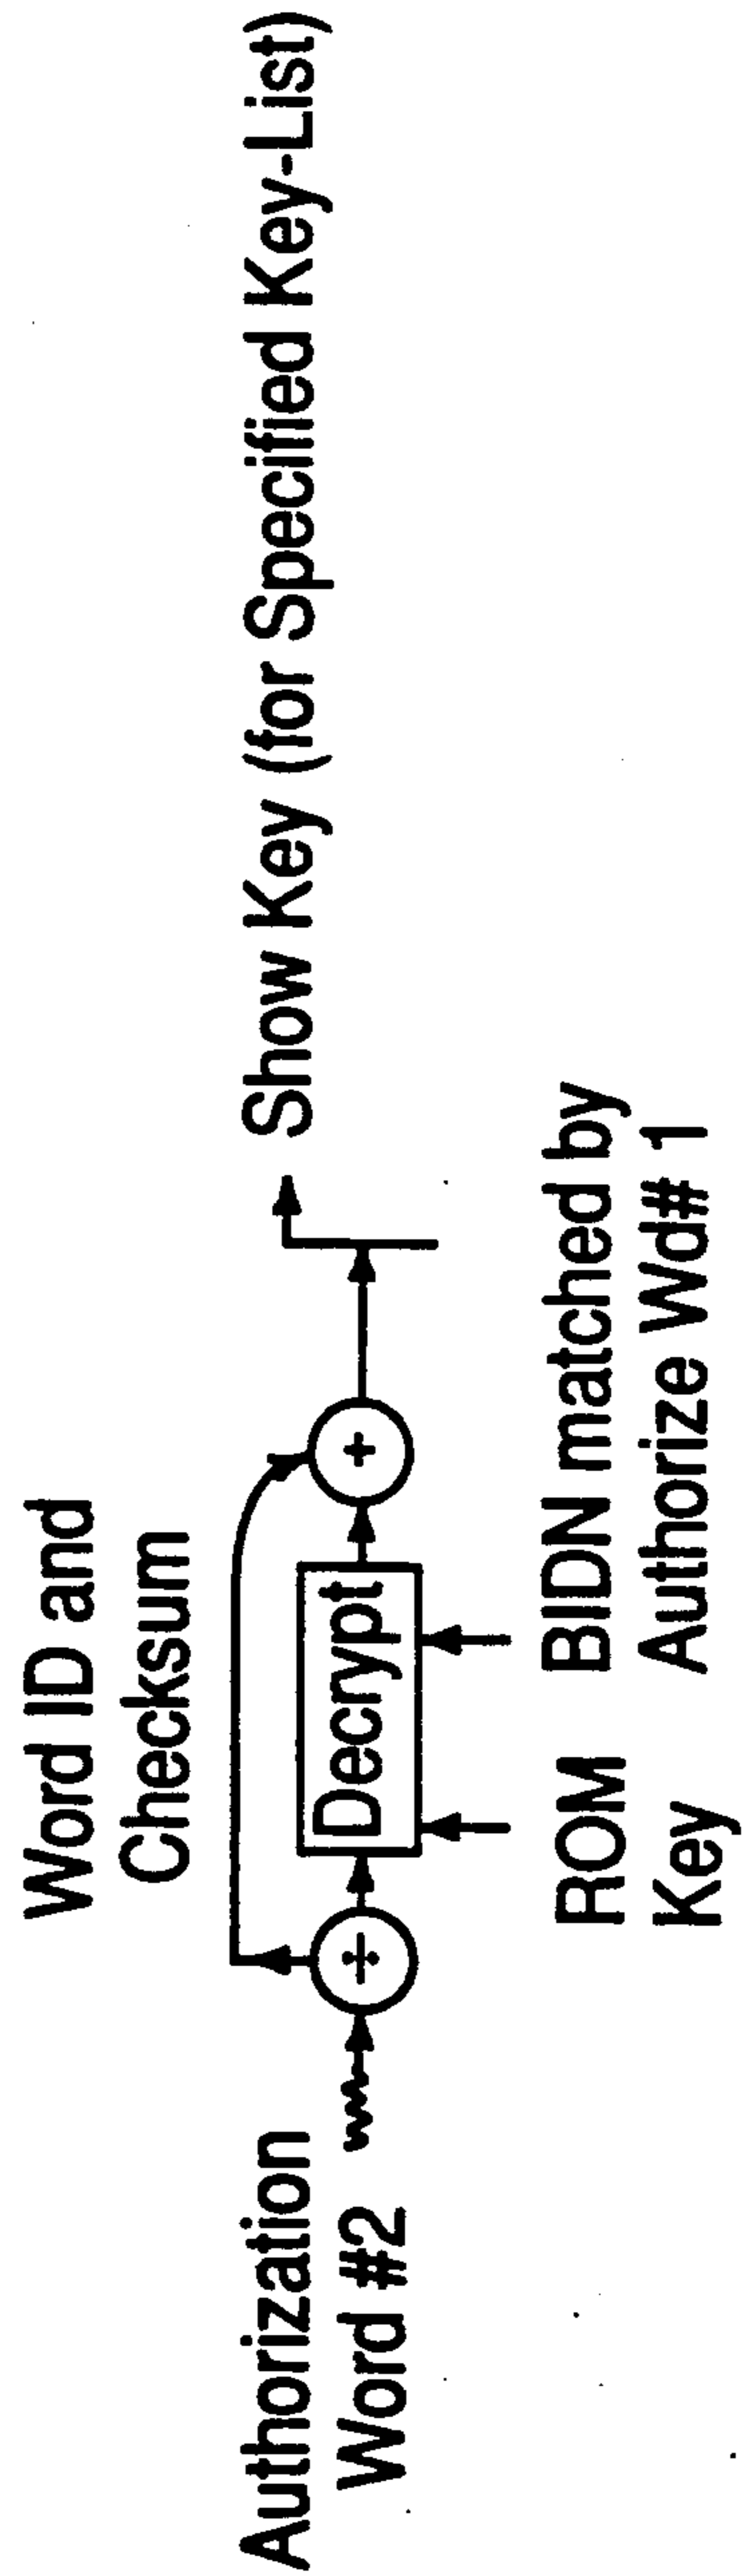 Word ID and
Checksum
Authorization
Word #2
÷
Decrypt
+
Show Key (for Specified Key-List)
ROM
Key
BIDN matched by
Authorize Wd# 1